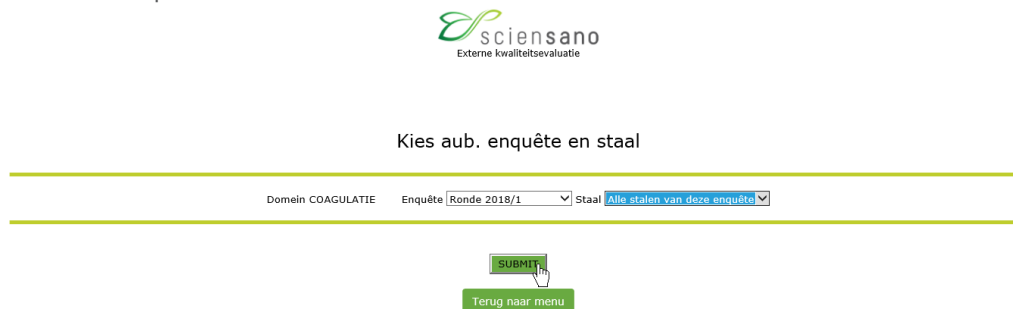 sciensano
Externe kwaliteitsevaluatie
Kies aub. enquête en staal
Domein COAGULATIE Enquête Ronde 2018/1 Staal Alle stalen van deze enquête
SUBMIT
Terug naar menu